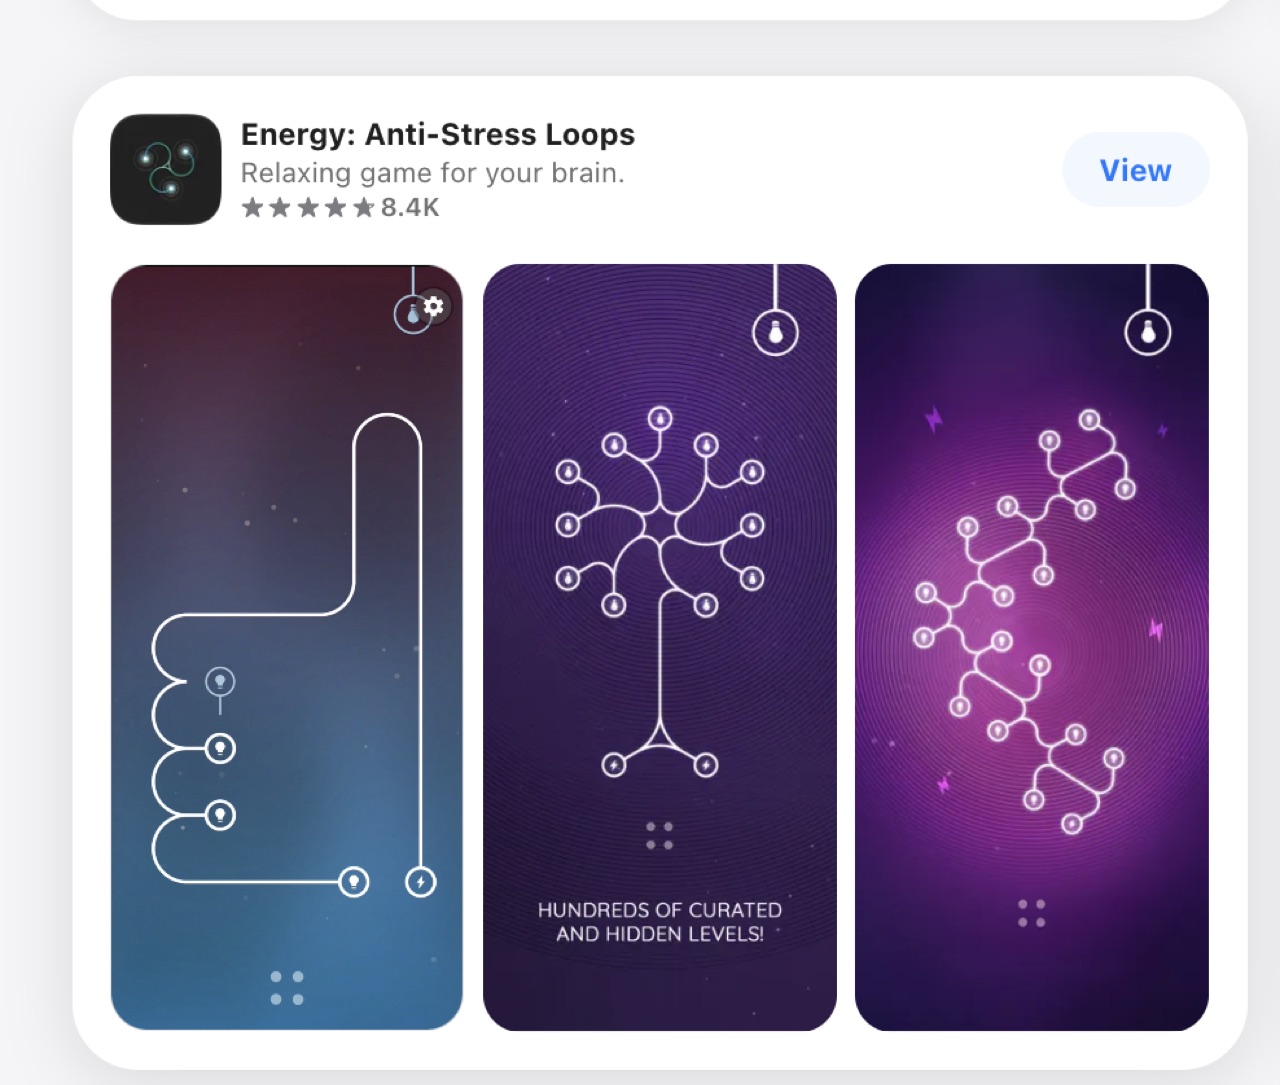 Energy: Anti-Stress Loops
Relaxing game for your brain.
8.4K
View
HUNDREDS OF CURATED
AND HIDDEN LEVELS!